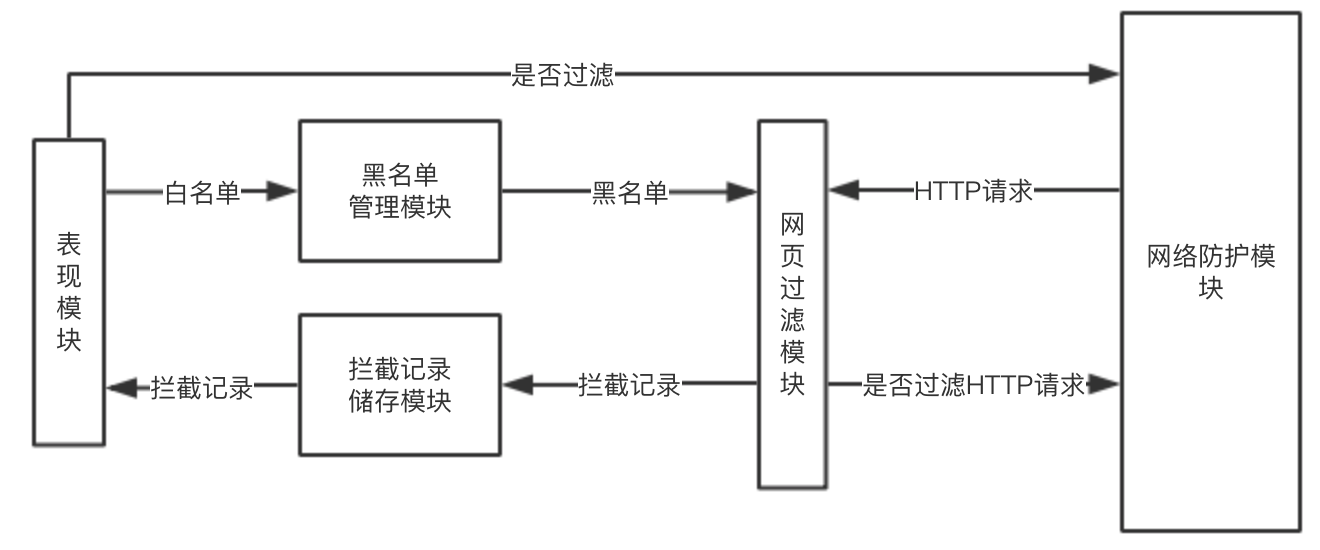 是否过滤
表
现
模
块
白名单
黑名单
管理模块
黑名单
网
页
过
滤
模
块
HTTP请求
网络防护模
块
拦截记录
拦截记录
储存模块
拦截记录
是否过滤HTTP请求